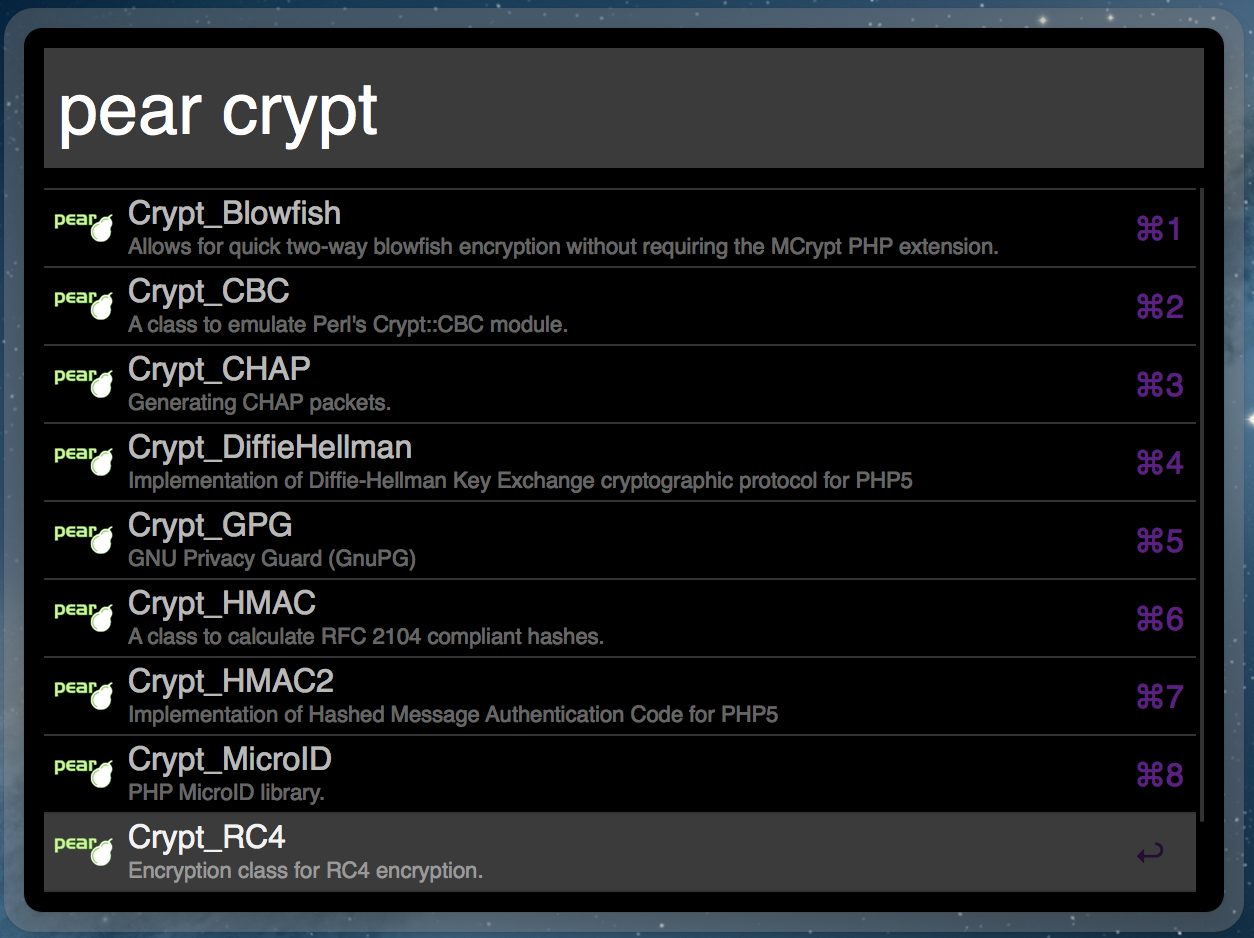 pear crypt
pear Crypt_Blowfish ⌘1
Allows for quick two-way blowfish encryption without requiring the MCrypt PHP extension.
pear Crypt_CBC ⌘2
A class to emulate Perl's Crypt::CBC module.
pear Crypt_CHAP ⌘3
Generating CHAP packets.
pear Crypt_DiffieHellman ⌘4
Implementation of Diffie-Hellman Key Exchange cryptographic protocol for PHP5
pear Crypt_GPG ⌘5
GNU Privacy Guard (GnuPG)
pear Crypt_HMAC ⌘6
A class to calculate RFC 2104 compliant hashes.
pear Crypt_HMAC2 ⌘7
Implementation of Hashed Message Authentication Code for PHP5
pear Crypt_MicroID ⌘8
PHP MicroID library.
pear Crypt_RC4 ↩
Encryption class for RC4 encryption.